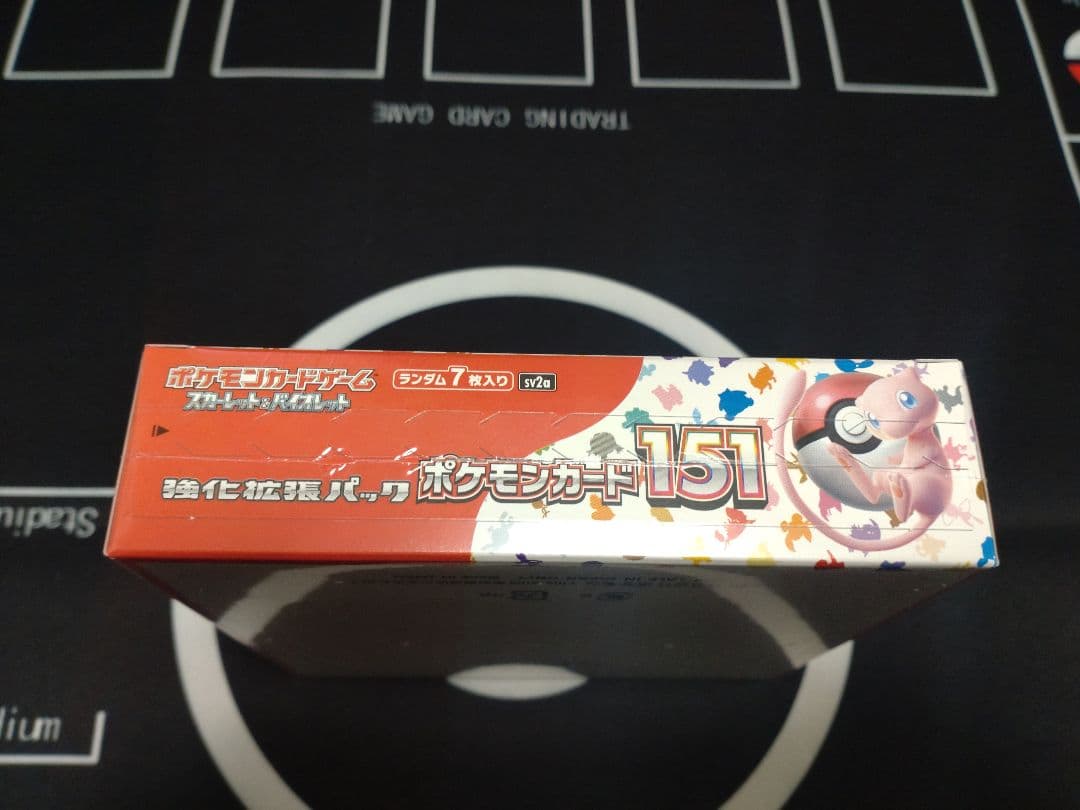 TRADING CARD GAME
ポケモンカードゲーム
スカーレット&バイオレット
ランダム7枚入り
sv2a
強化拡張パック
ポケモンカード151
Stadium
dium